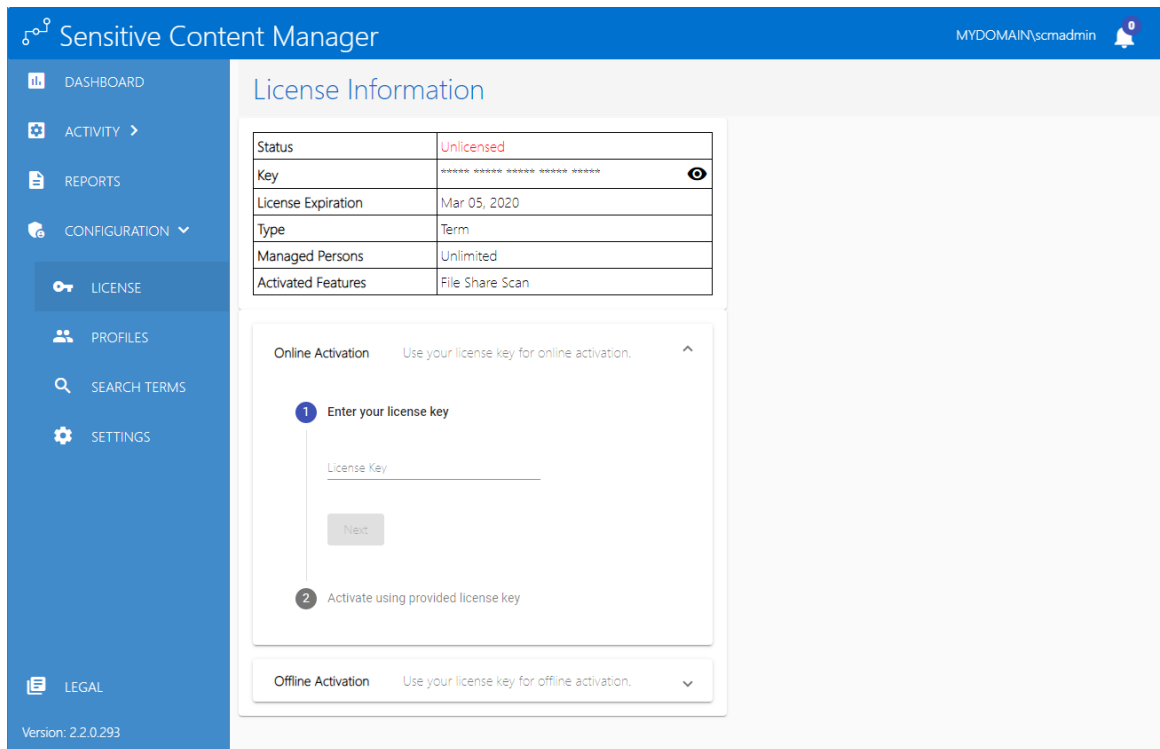 Sensitive Content Manager
MYDOMAIN\scmadmin
0
DASHBOARD
ACTIVITY
REPORTS
CONFIGURATION
LICENSE
PROFILES
SEARCH TERMS
SETTINGS
LEGAL
Version: 2.2.0.293
License Information
Status Unlicensed
Key ***** ***** ***** ***** *****
License Expiration Mar 05, 2020
Type Term
Managed Persons Unlimited
Activated Features File Share Scan
Online Activation Use your license key for online activation.
1 Enter your license key
License Key
Next
2 Activate using provided license key
Offline Activation Use your license key for offline activation.